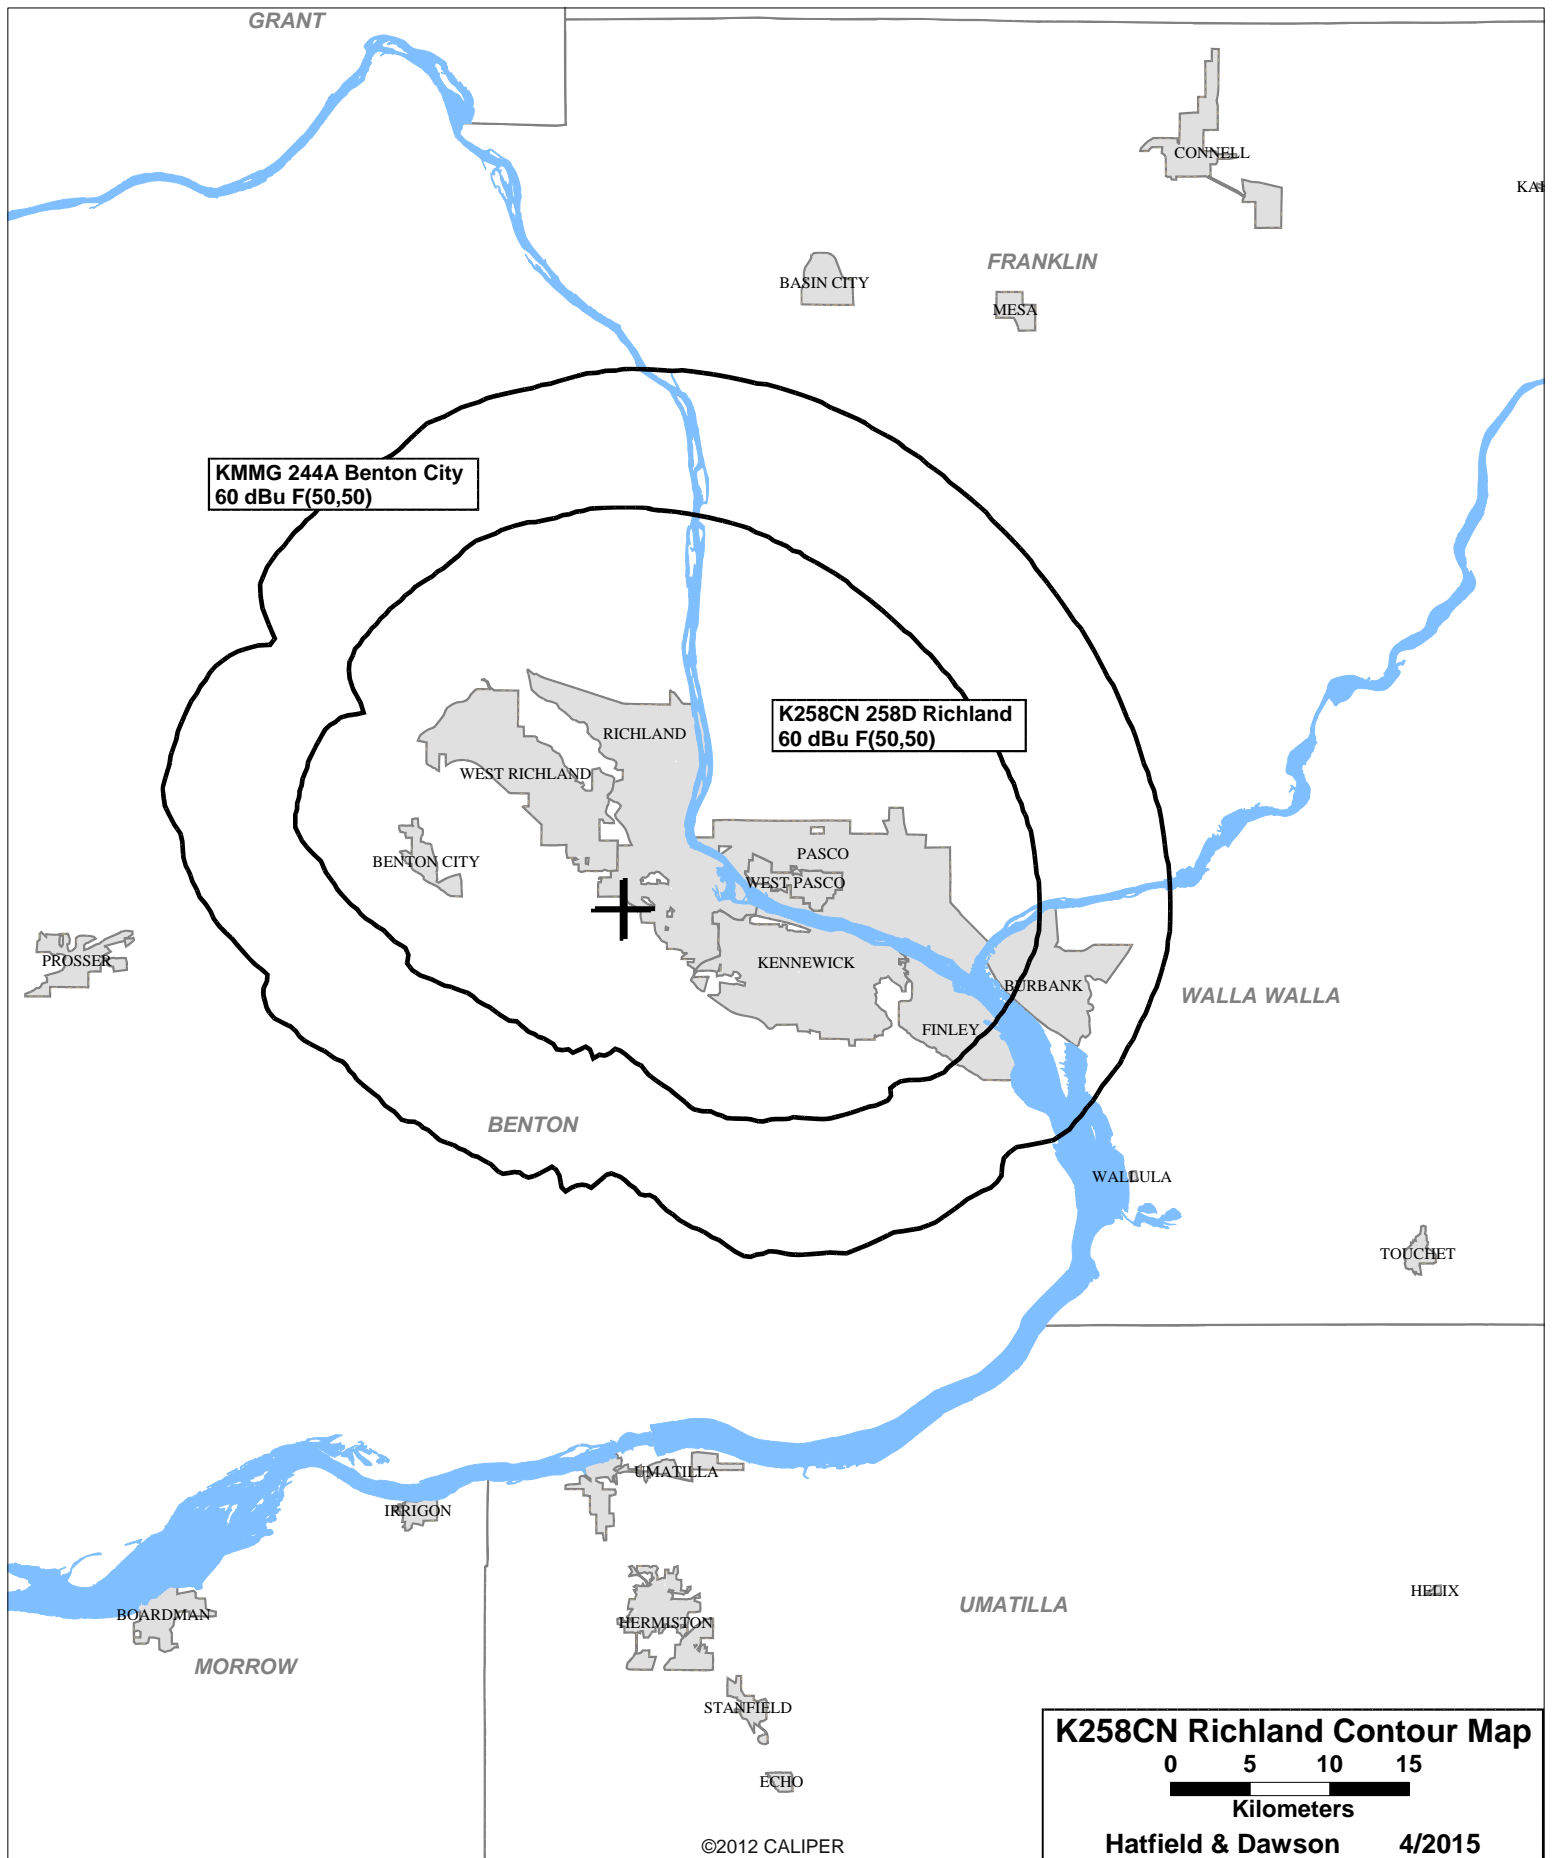 GRANT
CONNELL
FRANKLIN
BASIN CITY
MESA
KMMG 244A Benton City
60 dBu F(50,50)
K258CN 258D Richland
60 dBu F(50,50)
RICHLAND
WEST RICHLAND
BENTON CITY
PASCO
WEST PASCO
PROSSER
KENNEWICK
BURBANK
WALLA WALLA
FINLEY
BENTON
WALLULA
TOUCHET
UMATILLA
IRRIGON
HELIX
UMATILLA
BOARDMAN
HERMISTON
MORROW
STANFIELD
ECHO
K258CN Richland Contour Map
0 5 10 15
Kilometers
Hatfield & Dawson 4/2015
©2012 CALIPER